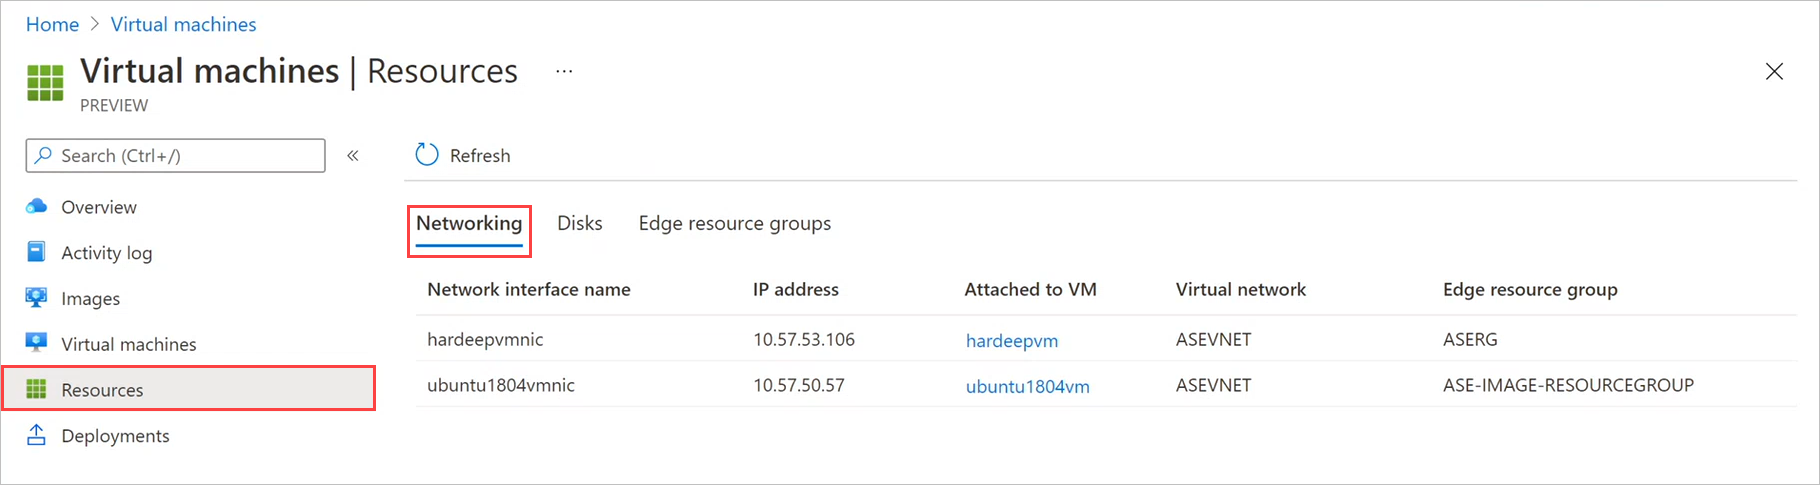 Home > Virtual machines
Virtual machines | Resources ...
PREVIEW
Search (Ctrl+/) «
Refresh
Overview
Activity log
Images
Virtual machines
Resources
Deployments
Networking Disks Edge resource groups
Network interface name IP address Attached to VM Virtual network Edge resource group
hardeepvmnic 10.57.53.106 hardeepvm ASEVNET ASERG
ubuntu1804vmnic 10.57.50.57 ubuntu1804vm ASEVNET ASE-IMAGE-RESOURCEGROUP